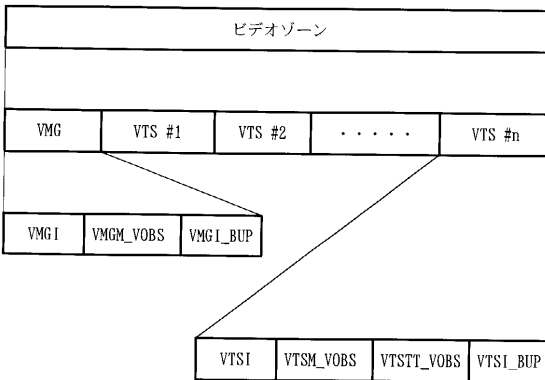 ビデオゾーン
VMG VTS #1 VTS #2 ・・・・・ VTS #n
VMGI VMGM_VOBS VMGI_BUP
VTSI VTSM_VOBS VTSTT_VOBS VTSI_BUP